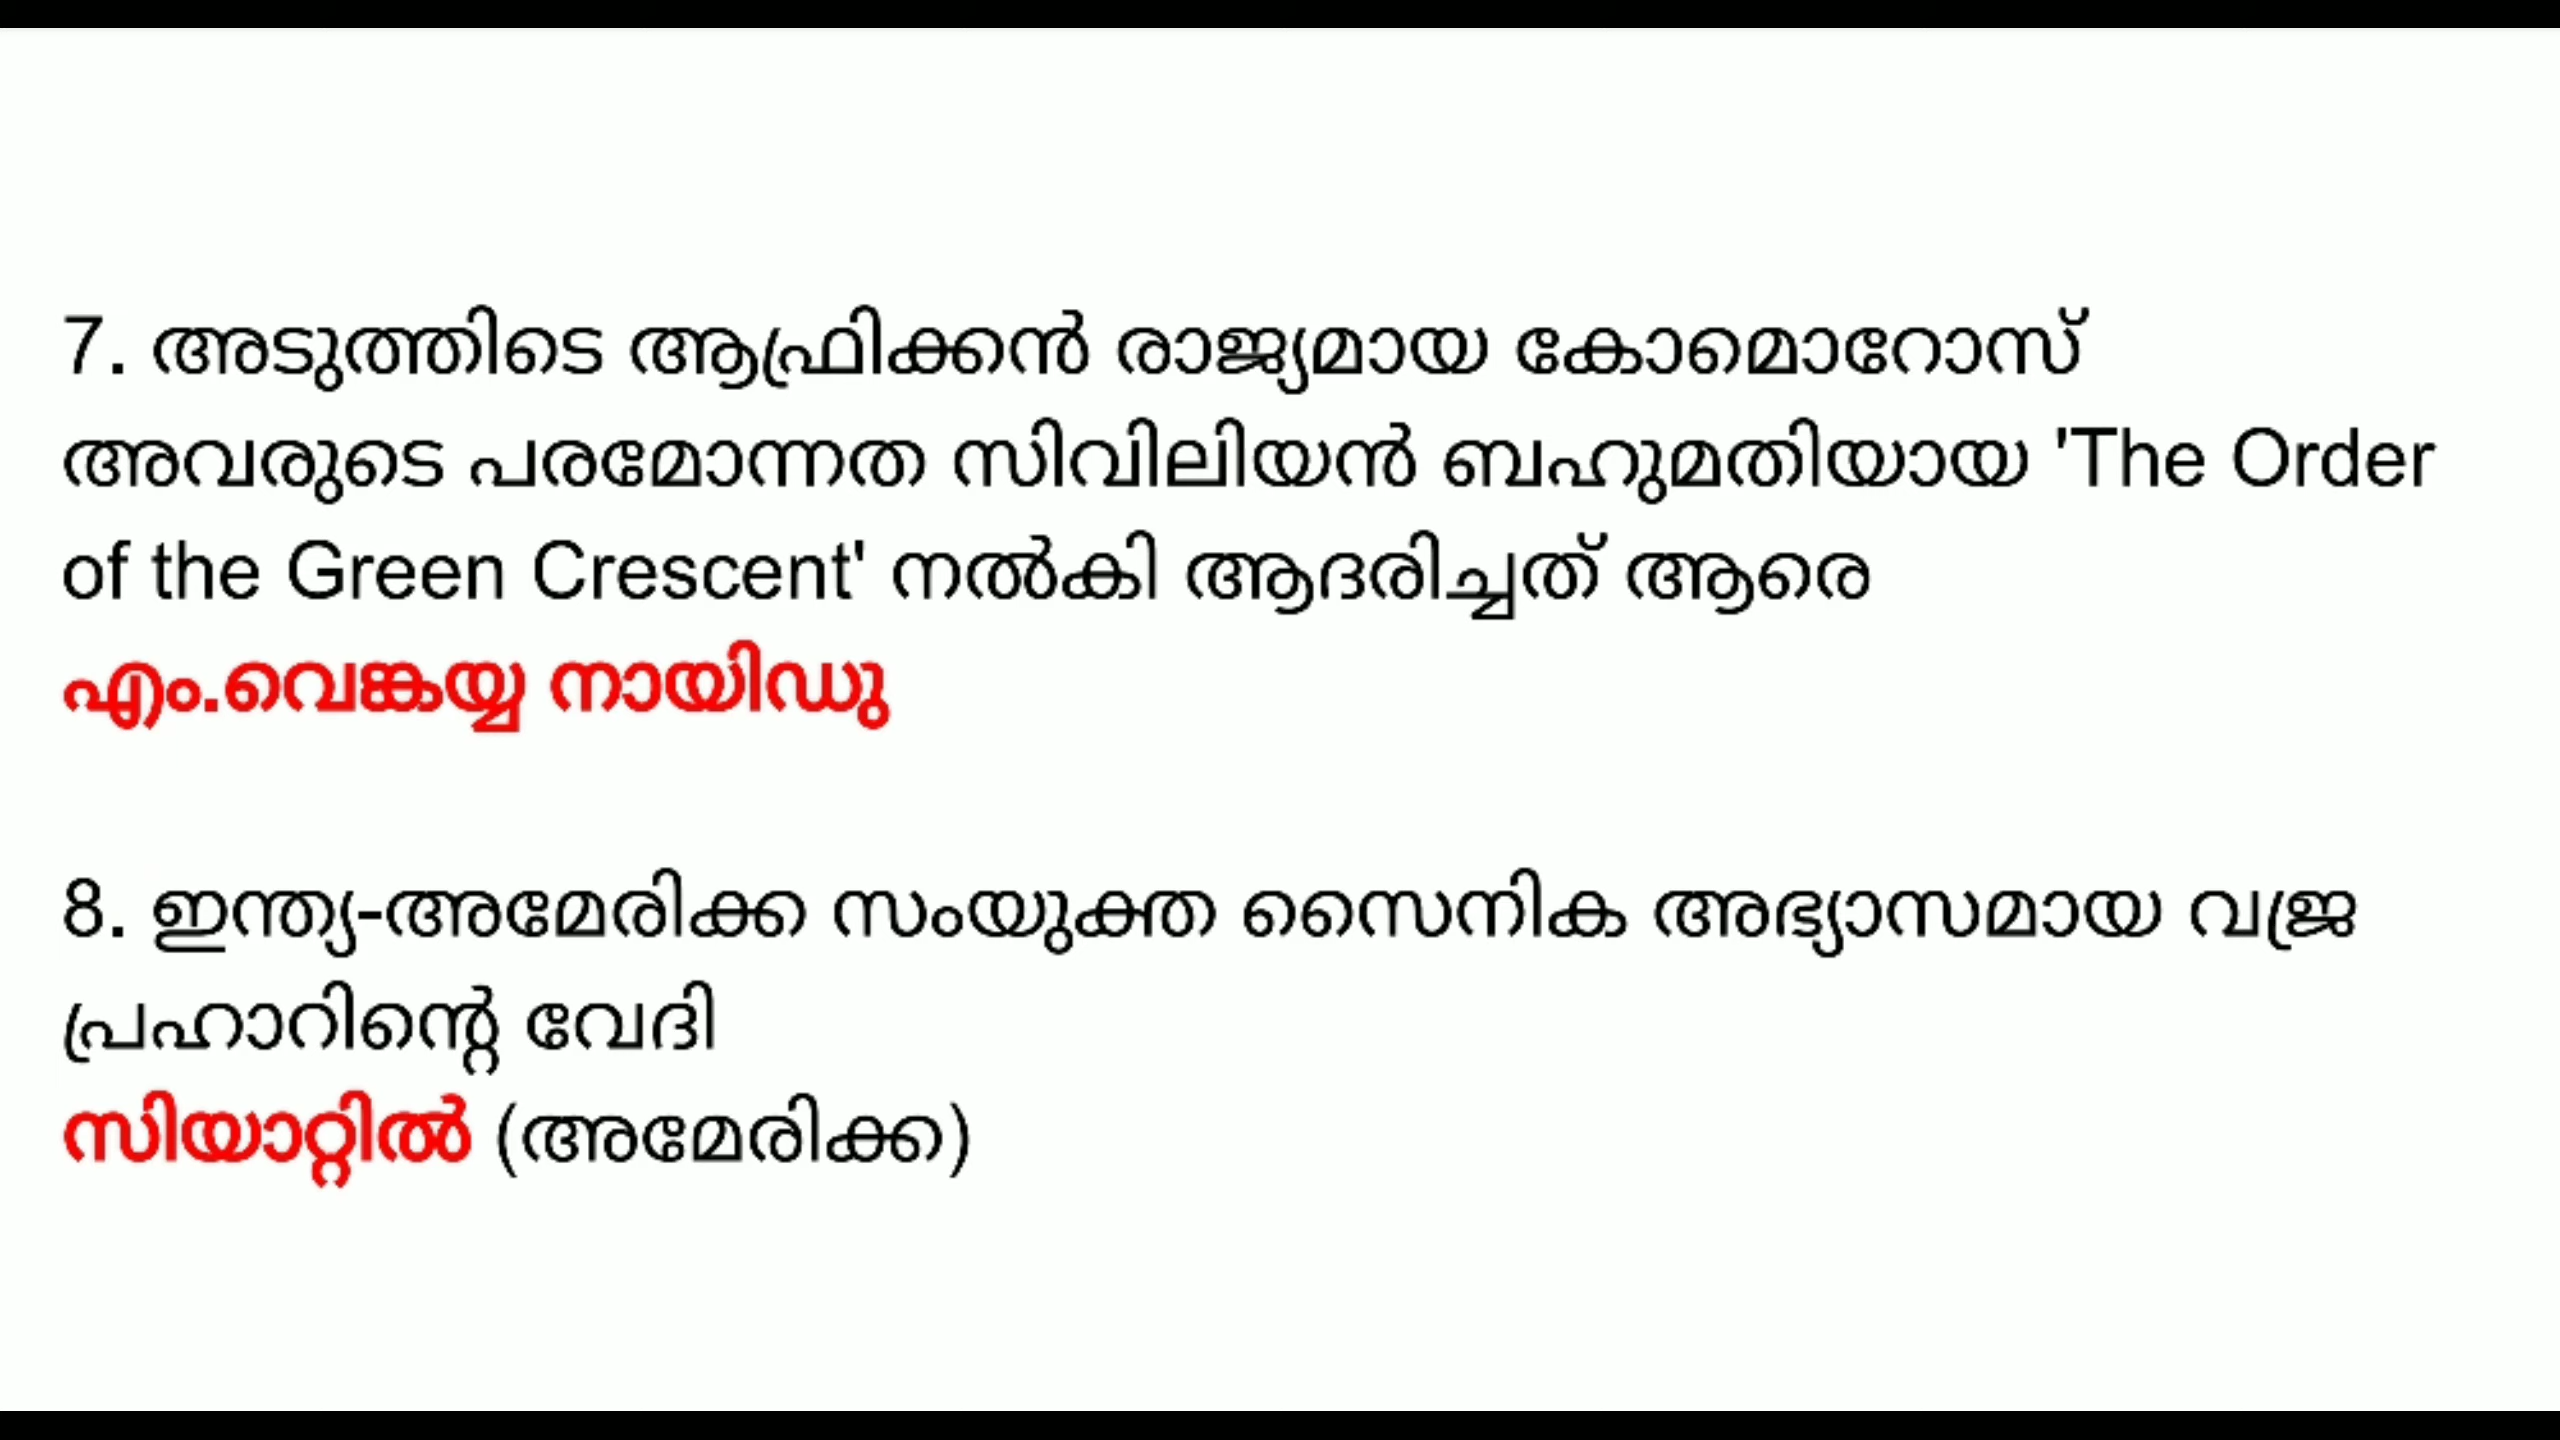 7. അടുത്തിടെ ആഫ്രിക്കൻ രാജ്യമായ കോമൊറോസ്
അവരുടെ പരമോന്നത സിവിലിയൻ ബഹുമതിയായ 'The Order
of the Green Crescent' നൽകി ആദരിച്ചത് ആരെ
എം.വെങ്കയ്യ നായിഡു
8. ഇന്ത്യ-അമേരിക്ക സംയുക്ത സൈനിക അഭ്യാസമായ വജ്ര
പ്രഹാറിന്റെ വേദി
സിയാറ്റിൽ (അമേരിക്ക)